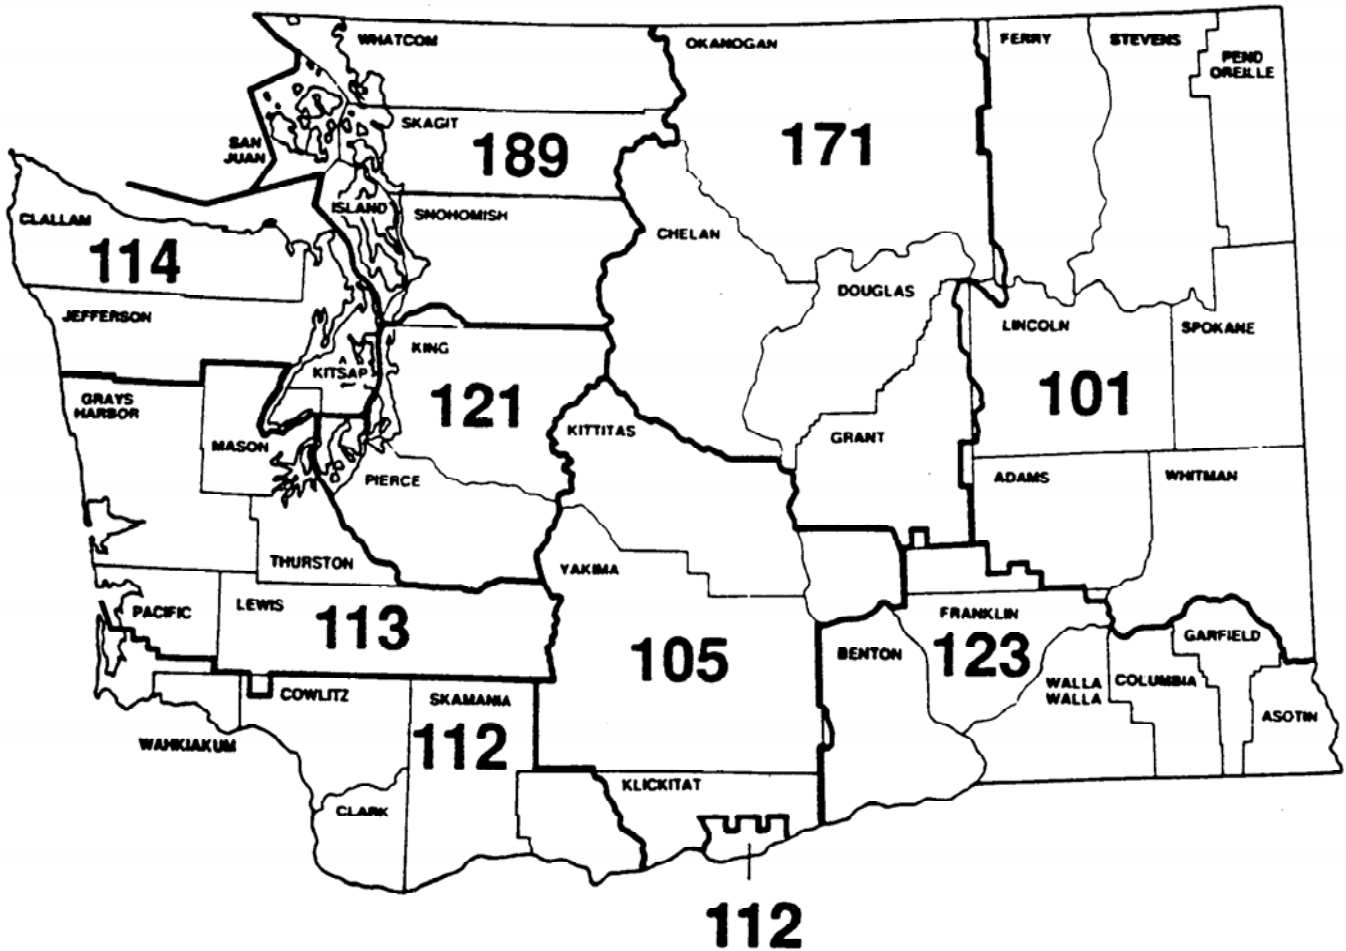 WHATCOM
OKANOGAN
FERRY
STEVENS
PEND
OREILLE
SKAGIT
SAN
JUAN
189
171
ISLAND
SNOHOMISH
CLALLAM
114
CHELAN
DOUGLAS
JEFFERSON
LINCOLN
SPOKANE
KING
KITSAP
121
101
GRAYS
HARBOR
MASON
KITTITAS
GRANT
PIERCE
ADAMS
WHITMAN
THURSTON
YAKIMA
PACIFIC
LEWIS
113
105
FRANKLIN
123
BENTON
GARFIELD
WALLA
WALLA
COLUMBIA
ASOTIN
COWLITZ
SKAMANIA
112
WAHKIAKUM
KLICKITAT
CLARK
112